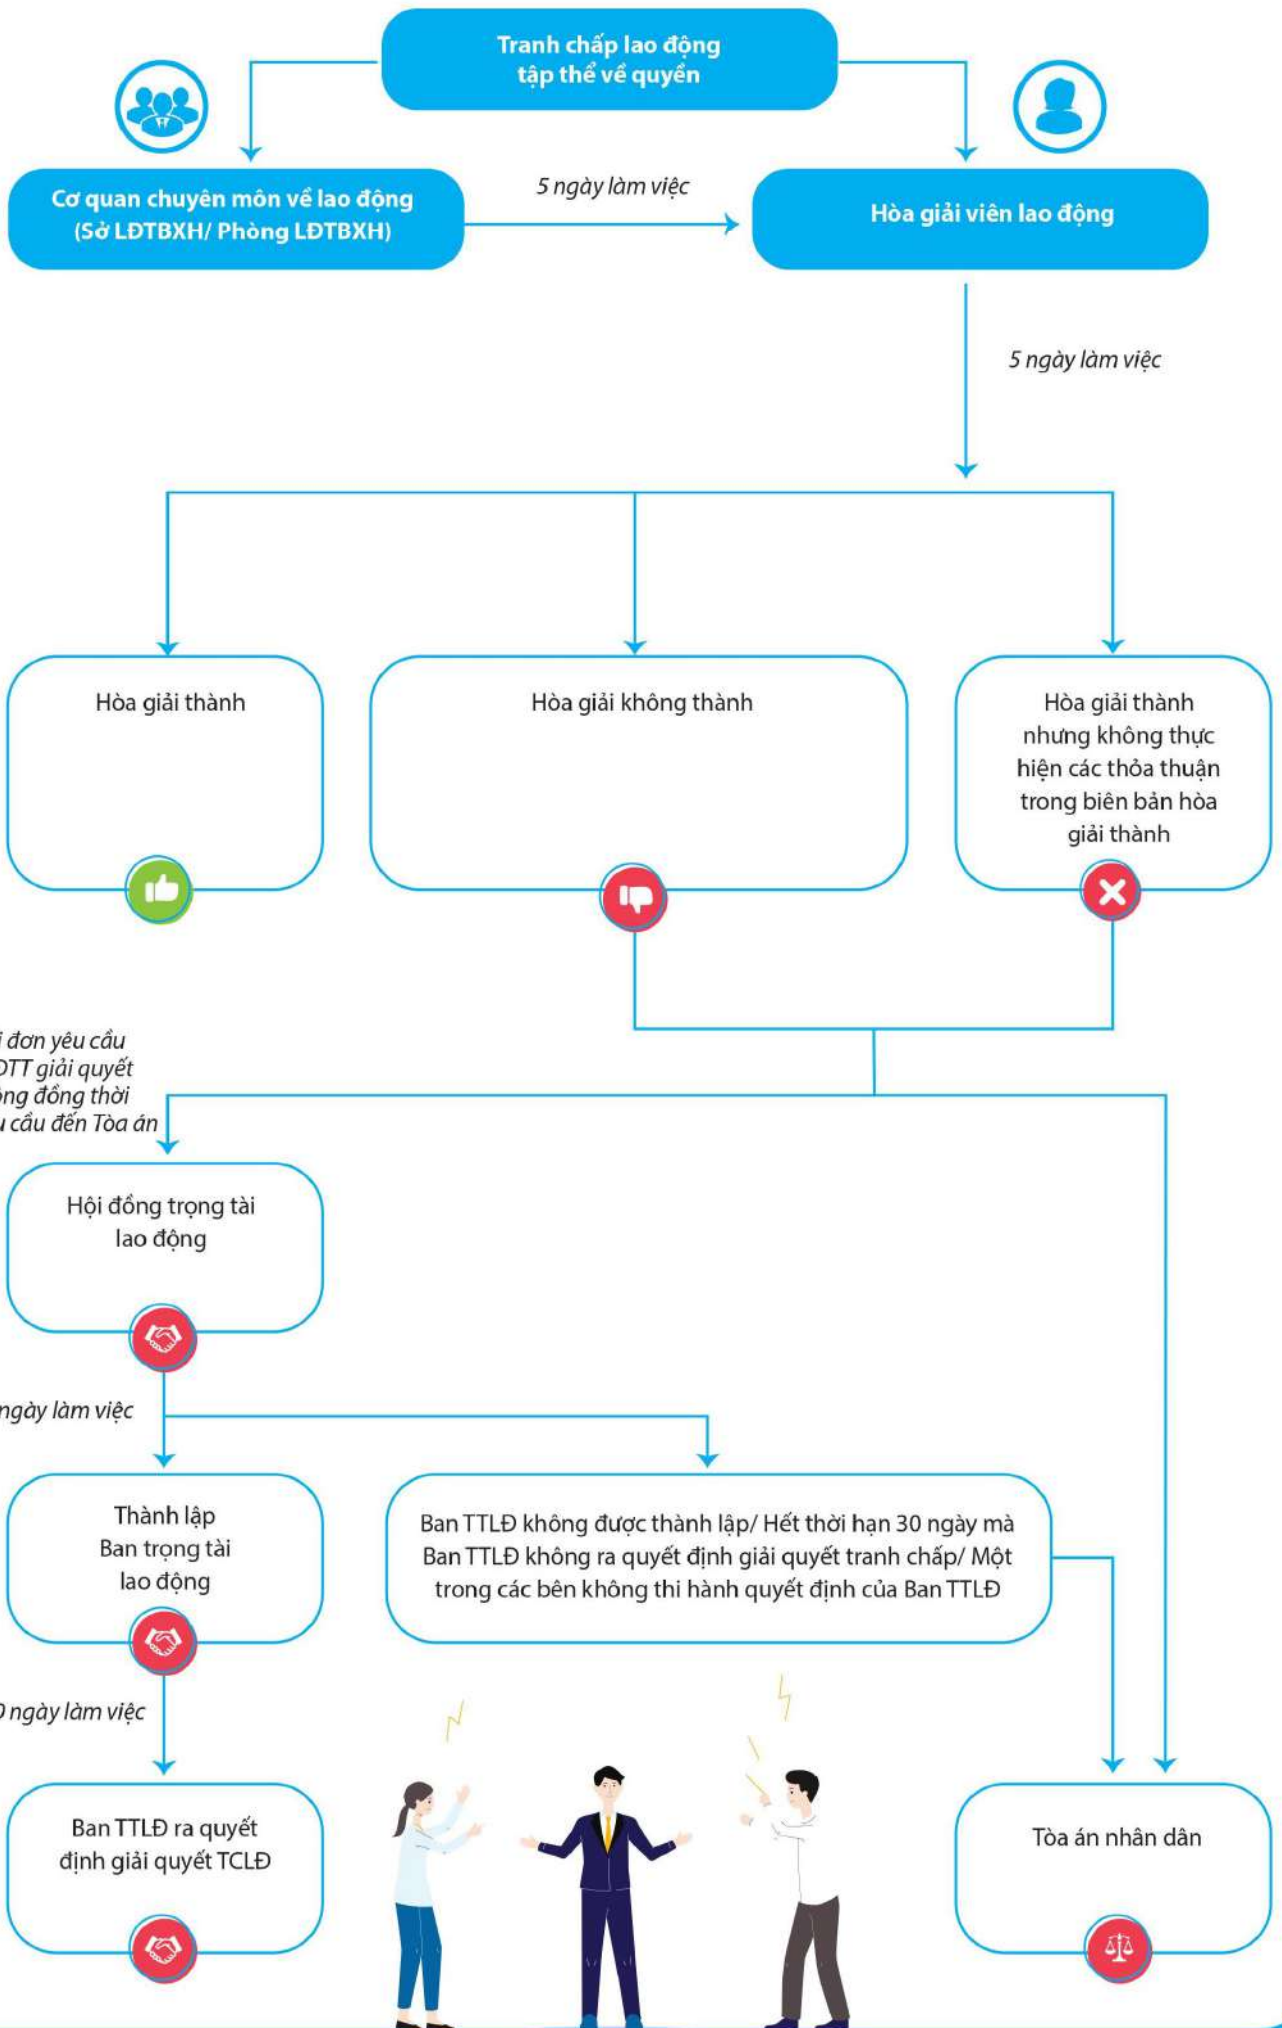 Tranh chấp lao động
tập thể về quyền
Cơ quan chuyên môn về lao động
(Sở LĐTBXH/ Phòng LĐTBXH)
5 ngày làm việc
Hòa giải viên lao động
5 ngày làm việc
Hòa giải thành
Hòa giải không thành
Hòa giải thành
nhưng không thực
hiện các thỏa thuận
trong biên bản hòa
giải thành
đơn yêu cầu
giải quyết
đồng thời
cầu đến Tòa án
Hội đồng trọng tài
lao động
ngày làm việc
Thành lập
Ban trọng tài
lao động
Ban TTLĐ không được thành lập/ Hết thời hạn 30 ngày mà
Ban TTLĐ không ra quyết định giải quyết tranh chấp/ Một
trong các bên không thi hành quyết định của Ban TTLĐ
ngày làm việc
Ban TTLĐ ra quyết
định giải quyết TCLĐ
Tòa án nhân dân